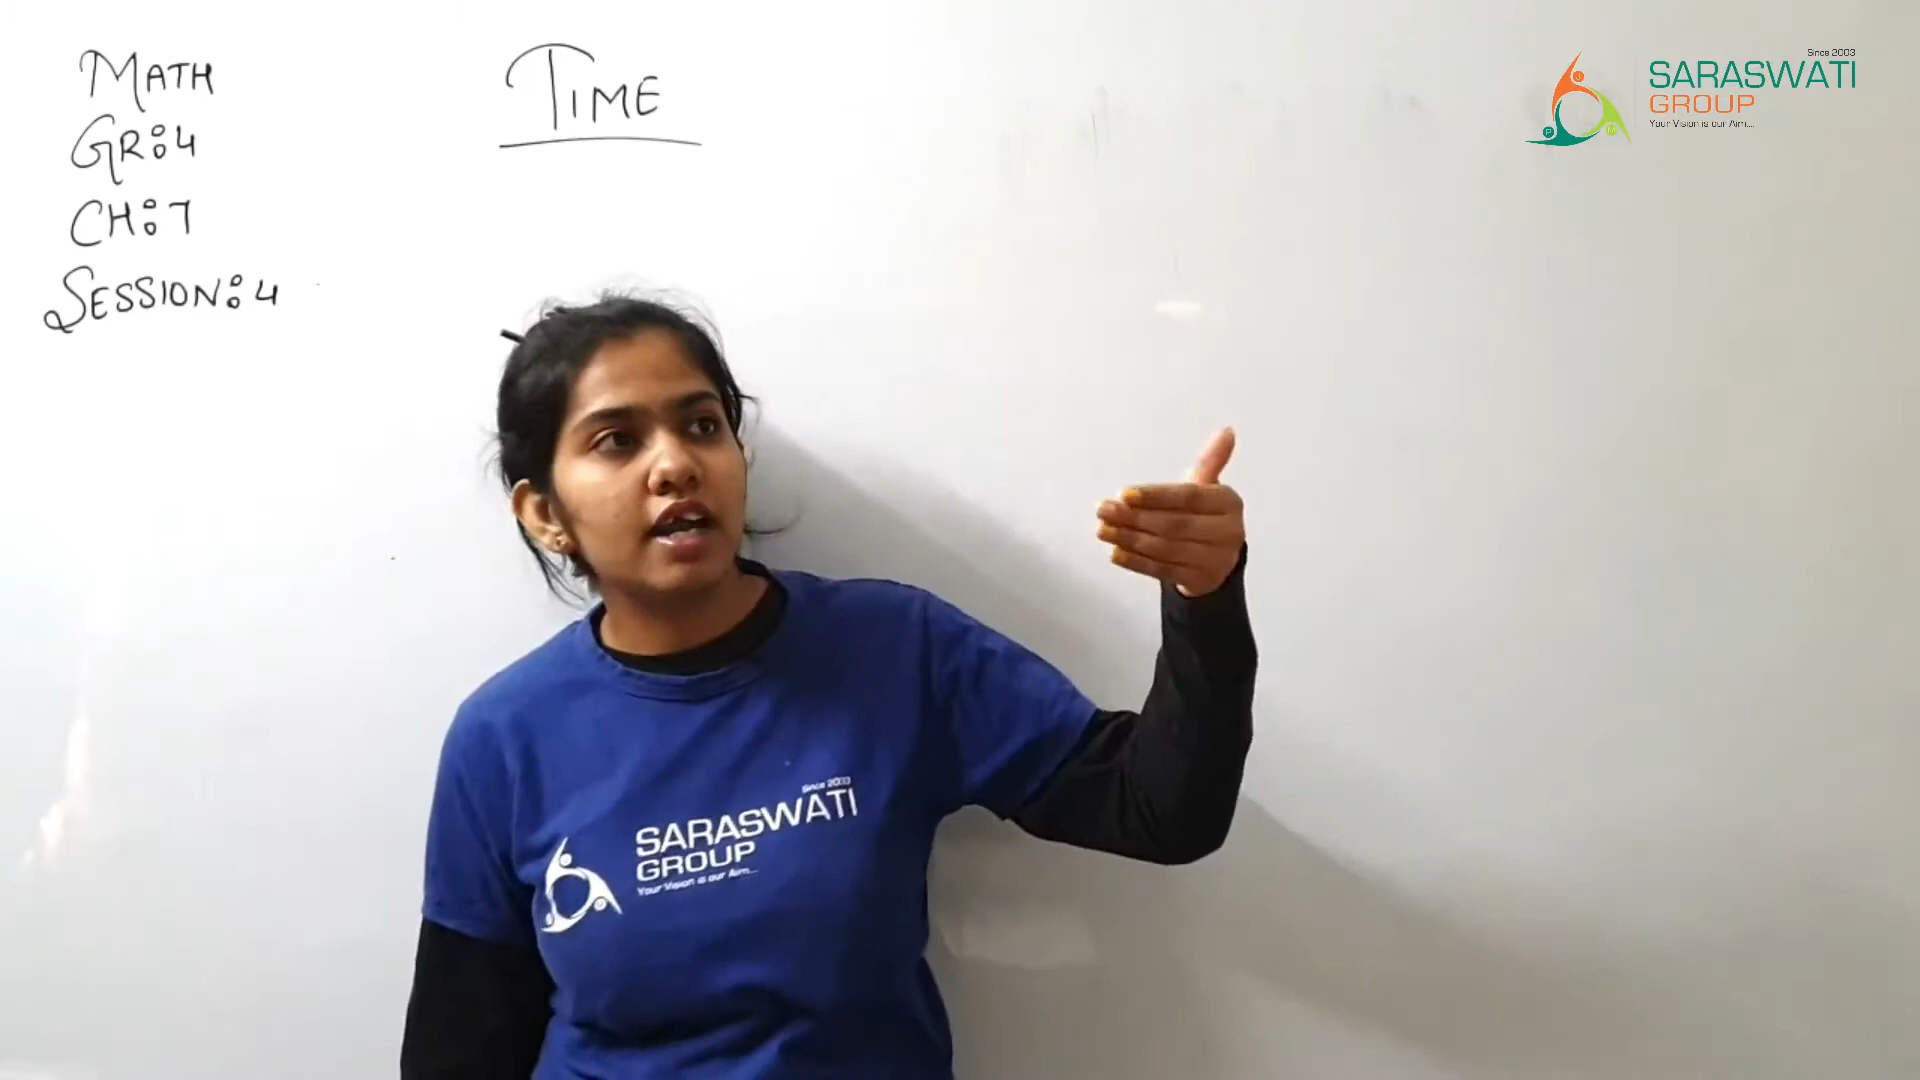 MATH
GR:4
CH:7
SESSION:4
TIME
Since 2003
SARASWATI
GROUP
Your Vision is our Aim....
Since 2003
SARASWATI
GROUP
Your Vision is our Aim....